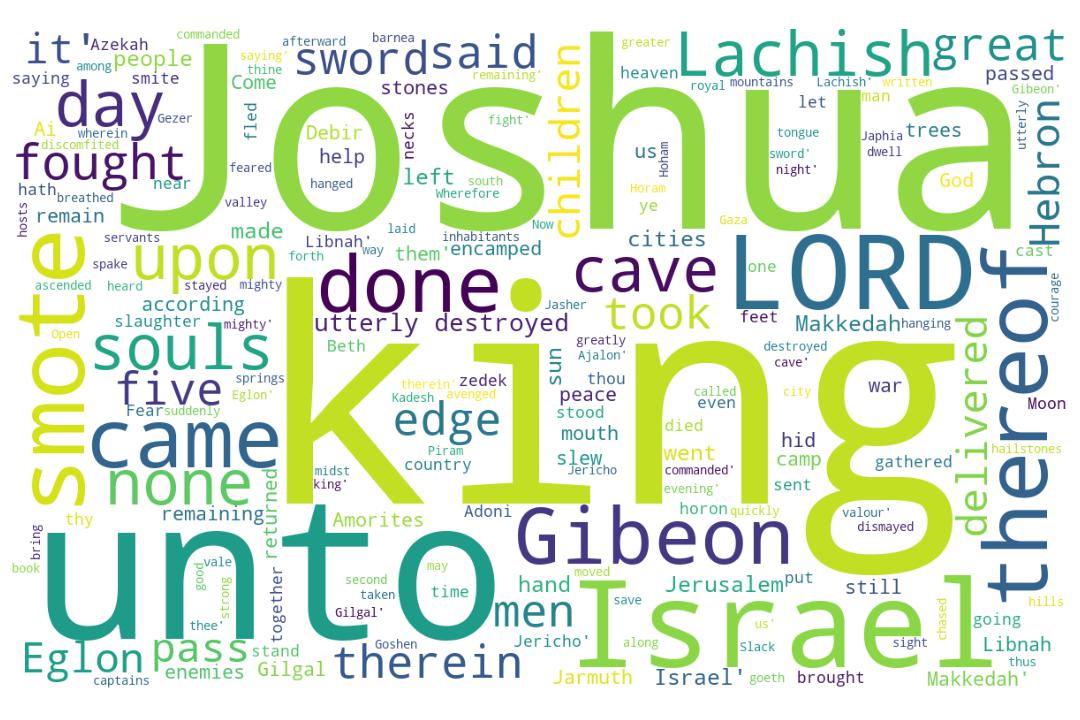 Joshua
king
unto
Israel
LORD
Gibeon
thereof
smote
Lachish
great
day
fought
sword
said
it'
Azekah
commanded
afterward
barnea
among
people
saying
smite
saying'
thine
Come
remaining'
stones
children
greater
heaven
royal
mountains
Lachish'
written
passed
Gibeon'
let
man
Ai
wherein
Gezer
discomfited
fled
Debir
help
necks
fight'
us
Hoham
tongue
Japhia
trees
utterly
Hebron
sword'
dwell
night'
hath
breathed
near
feared
hanged
left
south
Wherefore
Horam
ye
God
hosts
remain
valley
made
laid
Now
Gaza
servants
Libnah'
way
inhabitants
forth
them'
encamped
cities
one
cast
spake
upon
ascended
heard
stayed
mighty
done
cave
feet
courage
according
Jasher
took
slaughter
mighty'
utterly destroyed
Makkedah
hanging
Open
souls
Beth
greatly
Ajalon'
sun
destroyed
cave'
delivered
five
springs
Eglon'
therein'
zedek
Kadesh
avenged
thou
peace
called
even
city
war
Moon
Fear
suddenly
edge
stood
came
Piram
country
mouth
died
hid
slew
went
camp
gathered
hailstones
midst
king'
Jericho
commanded'
sent
none
evening'
thy
remaining
returned
Amorites
Adoni
horon
quickly
valour'
dismayed
bring
book
vale
good
strong
thee'
together
second
taken
may
time
Gilgal'
men
hand
moved
save
Jerusalem
put
still
hills
Eglon
pass
stand
captains
enemies
Gilgal
Goshen
therein
Jericho'
along
us'
Slack
sight
chased
going
Libnah
thus
Jarmuth
Israel'
goeth
brought
Makkedah'